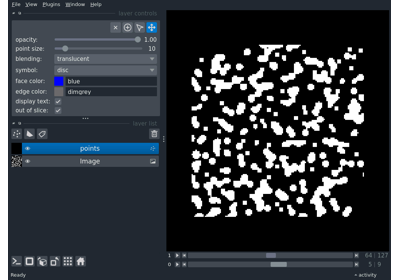 File View Plugins Window Help
layer controls
opacity: 1.00
point size: 10
blending: translucent
symbol: disc
face color: blue
edge color: dimgrey
display text:
out of slice:
layer list
points
Image
1 64 127
0 5 9
Ready activity